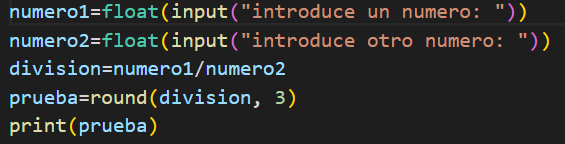 numero1=float(input("introduce un numero: "))
numero2=float(input("introduce otro numero: "))
division=numero1/numero2
prueba=round(division, 3)
print(prueba)